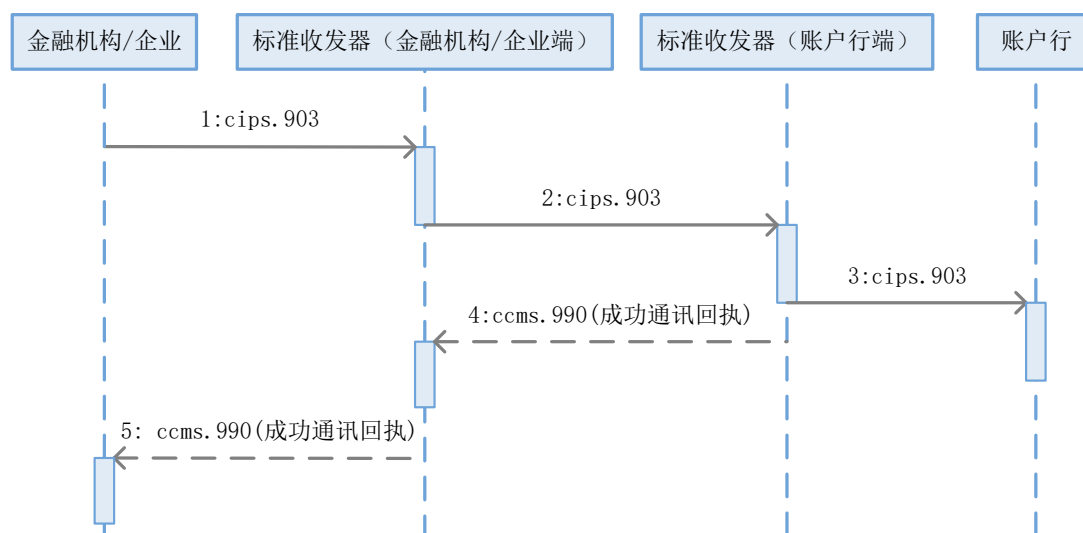 金融机构/企业
标准收发器（金融机构/企业端）
标准收发器（账户行端）
账户行
1:cips.903
2:cips.903
3:cips.903
4:ccms.990(成功通讯回执)
5: ccms.990(成功通讯回执)